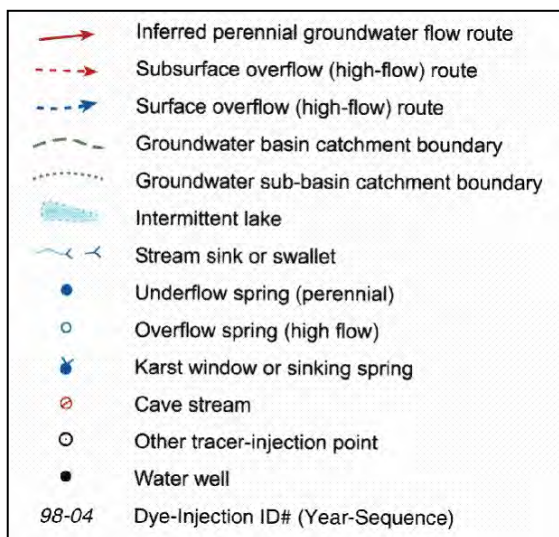 Inferred perennial groundwater flow route
Subsurface overflow (high-flow) route
Surface overflow (high-flow) route
Groundwater basin catchment boundary
Groundwater sub-basin catchment boundary
Intermittent lake
Stream sink or swallet
Underflow spring (perennial)
Overflow spring (high flow)
Karst window or sinking spring
Cave stream
Other tracer-injection point
Water well
98-04 Dye-Injection ID# (Year-Sequence)